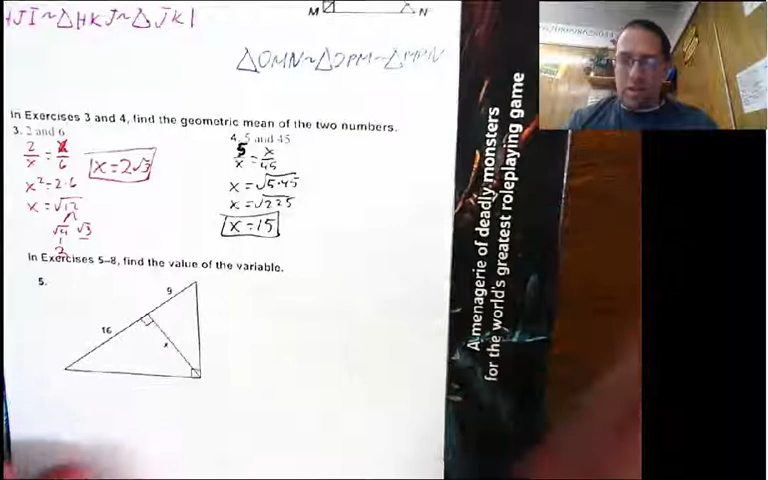 HJI ~ △HKJ ~ △JKI
M N
△OMN ~ △OPM ~ △MPN
In Exercises 3 and 4, find the geometric mean of the two numbers.
3. 2 and 6
2/x = x/6
x² = 2·6
x = √12
√4 √3
2
x = 2√3
4. 5 and 45
5/x = x/45
x = √5·45
x = √225
x = 15
In Exercises 5–8, find the value of the variable.
5.
9
16
x
A menagerie of deadly monsters
for the world's greatest roleplaying game